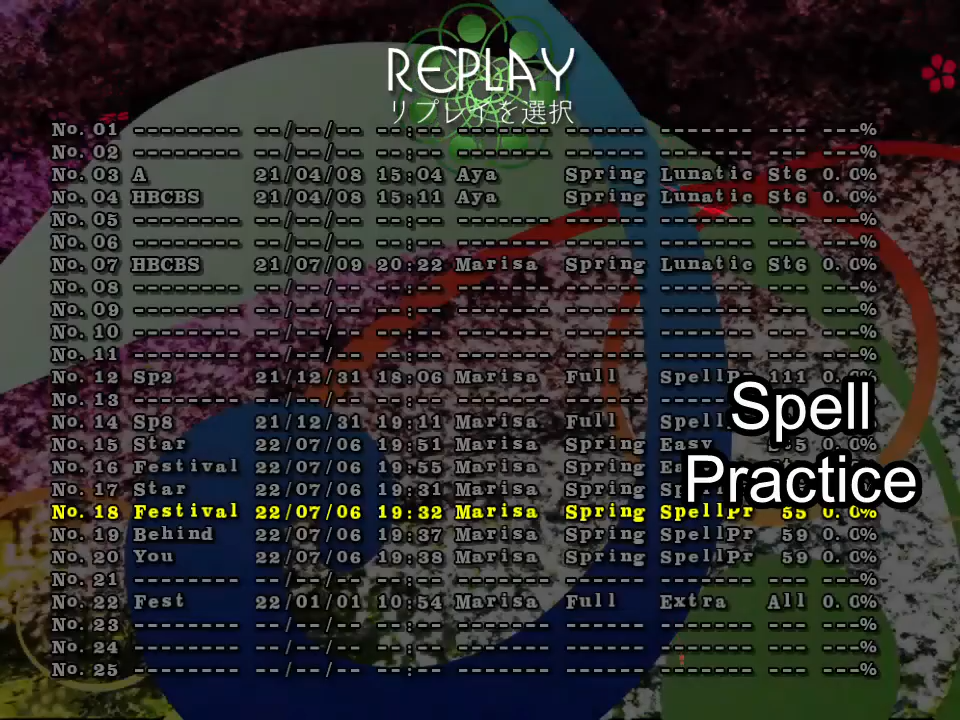 REPLAY
リプレイを選択
No. 01 -------- --/--/-- --:-- ------ ------ ------- --- ---%
No. 02 -------- --/--/-- --:-- ------- ------ ------- --- ---%
No. 03 A 21/04/08 15:04 Aya Spring Lunatic St6 0.0%
No. 04 HBCBS 21/04/08 15:11 Aya Spring Lunatic St6 0.0%
No. 05 -------- --/--/-- --:-- ------- ------ ------- --- ---%
No. 06 -------- --/--/-- --:-- ------- ------ ------- --- ---%
No. 07 HBCBS 21/07/09 20:22 Marisa Spring Lunatic St6 0.0%
No. 08 -------- --/--/-- --:-- ------- ------ ------- --- ---%
No. 09 -------- --/--/-- --:-- ------- ------ ------- --- ---%
No. 10 -------- --/--/-- --:-- ------- ------ ------- --- ---%
No. 11 -------- --/--/-- --:-- ------- ------ ------- --- ---%
No. 12 Sp2 21/12/31 18:06 Marisa Full SpellPr 111 0.0%
No. 13 -------- --/--/-- --:-- ------- ------ ------- --- ---%
No. 14 Sp8 21/12/31 19:11 Marisa Full Spell
No. 15 Star 22/07/06 19:51 Marisa Spring Easy 0.0%
No. 16 Festival 22/07/06 19:55 Marisa Spring Ea
No. 17 Star 22/07/06 19:31 Marisa Spring
No. 18 Festival 22/07/06 19:32 Marisa Spring SpellPr 55 0.0%
No. 19 Behind 22/07/06 19:37 Marisa Spring SpellPr 59 0.0%
No. 20 You 22/07/06 19:38 Marisa Spring SpellPr 59 0.0%
No. 21 -------- --/--/-- --:-- ------- ------ ------- --- ---%
No. 22 Fest 22/01/01 10:54 Marisa Full Extra All 0.0%
No. 23 -------- --/--/-- --:-- ------- ------ ------- --- ---%
No. 24 -------- --/--/-- --:-- ------- ------ ------- --- ---%
No. 25 -------- --/--/-- --:-- ------- ------ ------- --- ---%
Spell
Practice